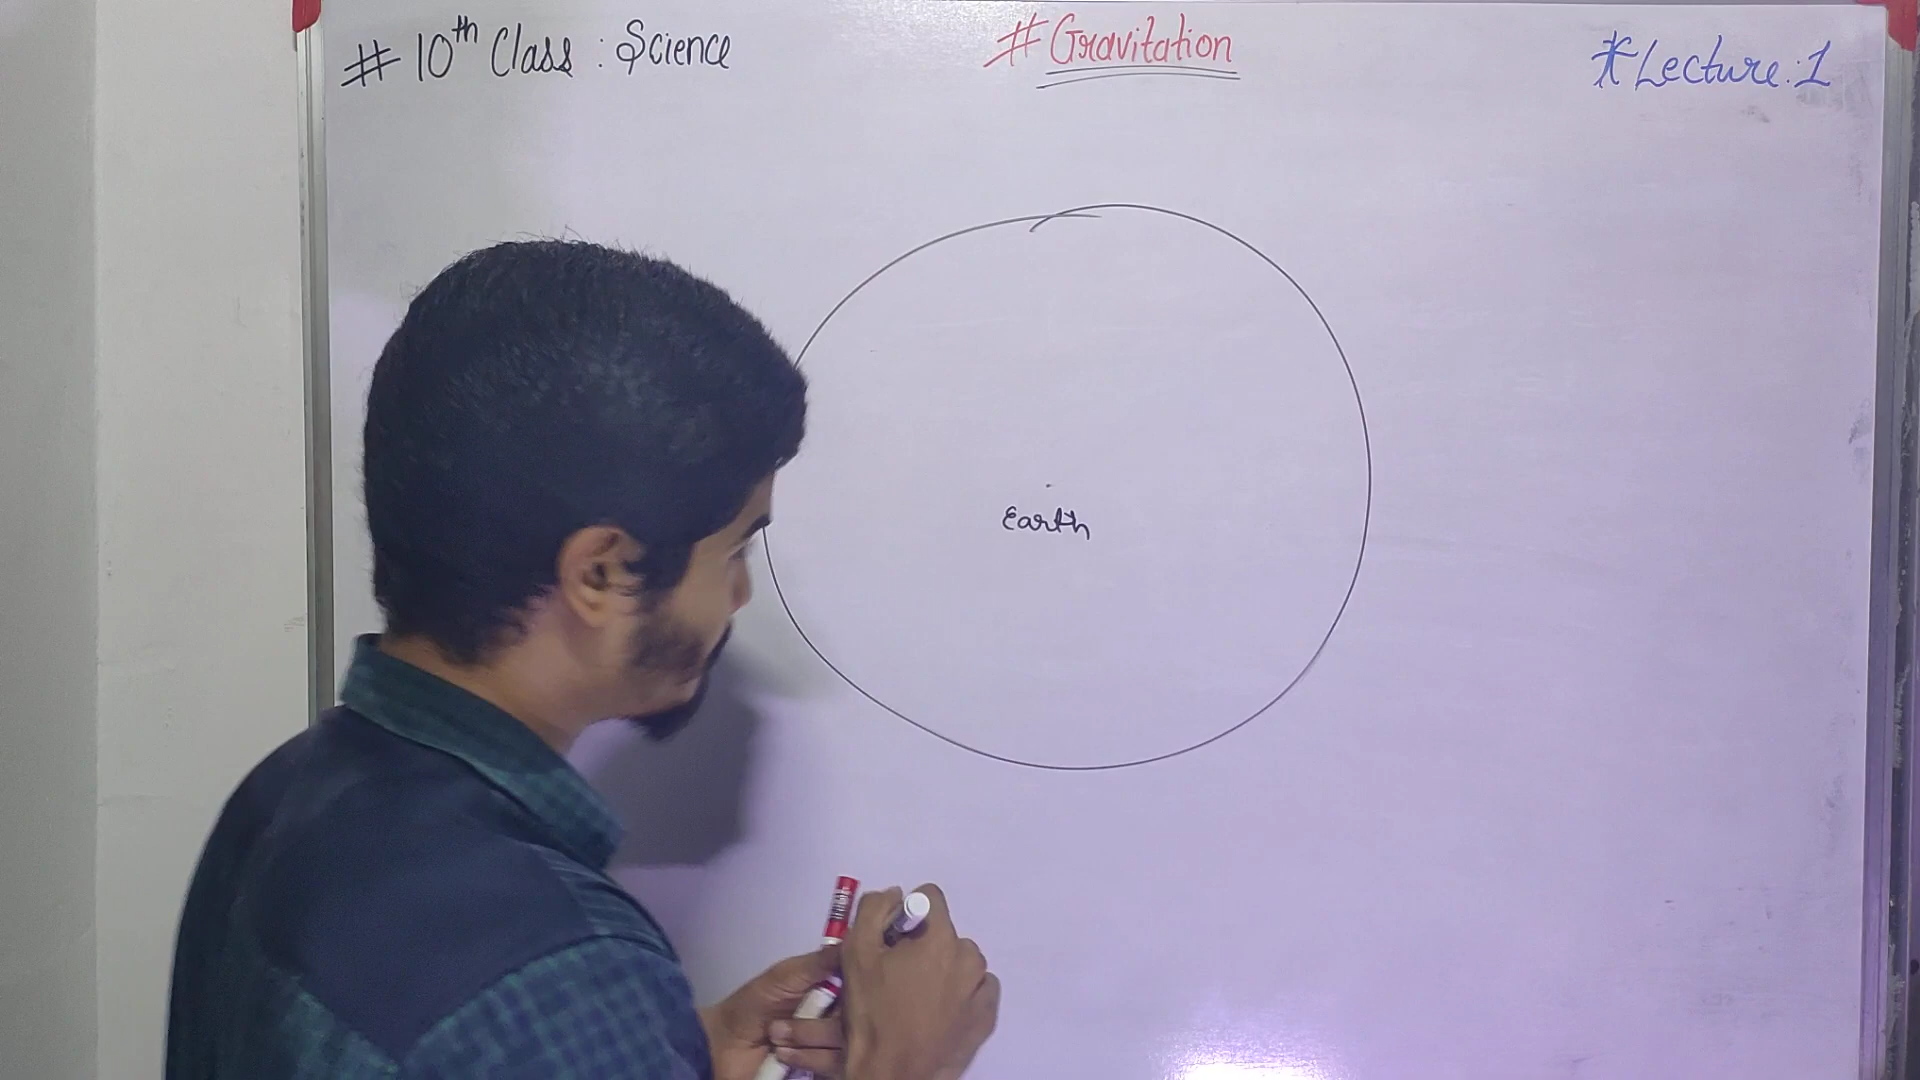 # 10th Class : Science
# Gravitation
* Lecture : 1
Earth